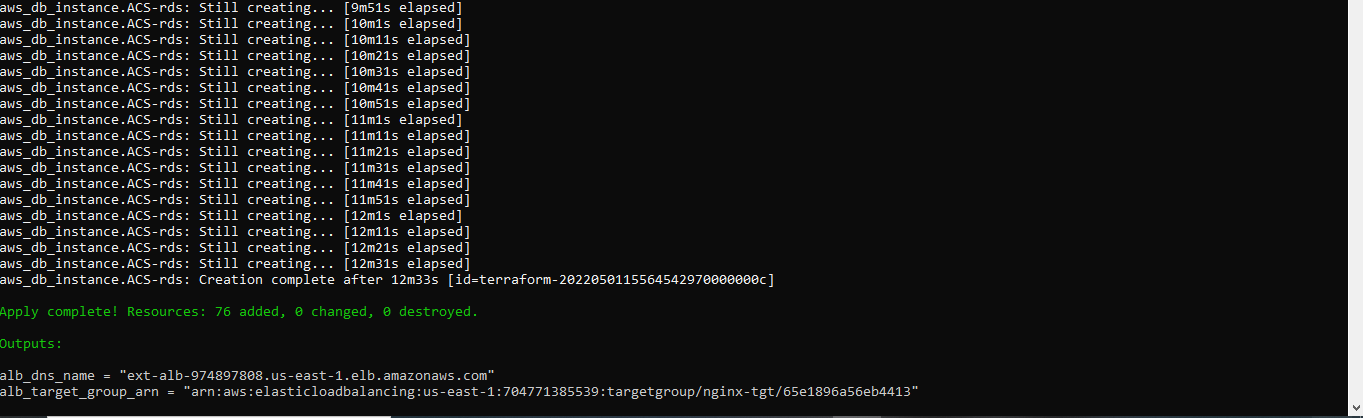 aws_db_instance.ACS-rds: Still creating... [9m51s elapsed]
aws_db_instance.ACS-rds: Still creating... [10m1s elapsed]
aws_db_instance.ACS-rds: Still creating... [10m11s elapsed]
aws_db_instance.ACS-rds: Still creating... [10m21s elapsed]
aws_db_instance.ACS-rds: Still creating... [10m31s elapsed]
aws_db_instance.ACS-rds: Still creating... [10m41s elapsed]
aws_db_instance.ACS-rds: Still creating... [10m51s elapsed]
aws_db_instance.ACS-rds: Still creating... [11m1s elapsed]
aws_db_instance.ACS-rds: Still creating... [11m11s elapsed]
aws_db_instance.ACS-rds: Still creating... [11m21s elapsed]
aws_db_instance.ACS-rds: Still creating... [11m31s elapsed]
aws_db_instance.ACS-rds: Still creating... [11m41s elapsed]
aws_db_instance.ACS-rds: Still creating... [11m51s elapsed]
aws_db_instance.ACS-rds: Still creating... [12m1s elapsed]
aws_db_instance.ACS-rds: Still creating... [12m11s elapsed]
aws_db_instance.ACS-rds: Still creating... [12m21s elapsed]
aws_db_instance.ACS-rds: Still creating... [12m31s elapsed]
aws_db_instance.ACS-rds: Creation complete after 12m33s [id=terraform-20220501155645429700000000c]
Apply complete! Resources: 76 added, 0 changed, 0 destroyed.
Outputs:
alb_dns_name = "ext-alb-974897808.us-east-1.elb.amazonaws.com"
alb_target_group_arn = "arn:aws:elasticloadbalancing:us-east-1:704771385539:targetgroup/nginx-tgt/65e1896a56eb4413"